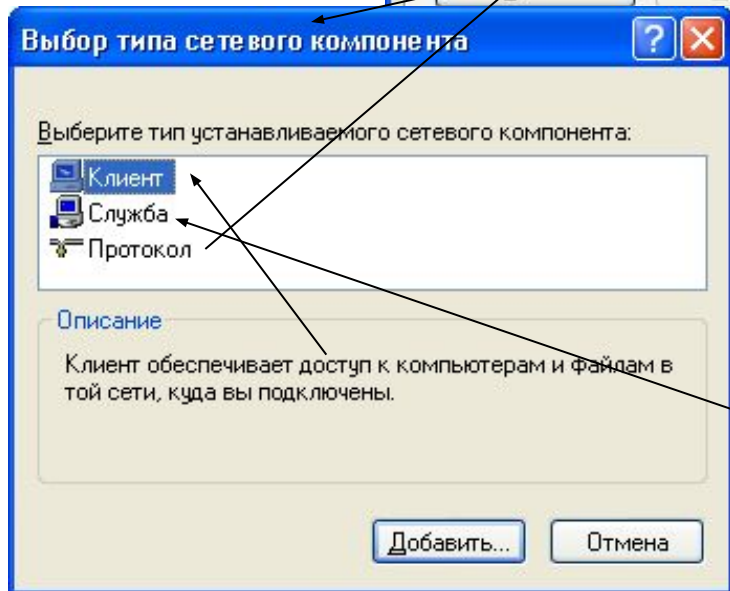 Выбор типа сетевого компонента
Выберите тип устанавливаемого сетевого компонента:
Клиент
Служба
Протокол
Описание
Клиент обеспечивает доступ к компьютерам и файлам в
той сети, куда вы подключены.
Добавить... Отмена